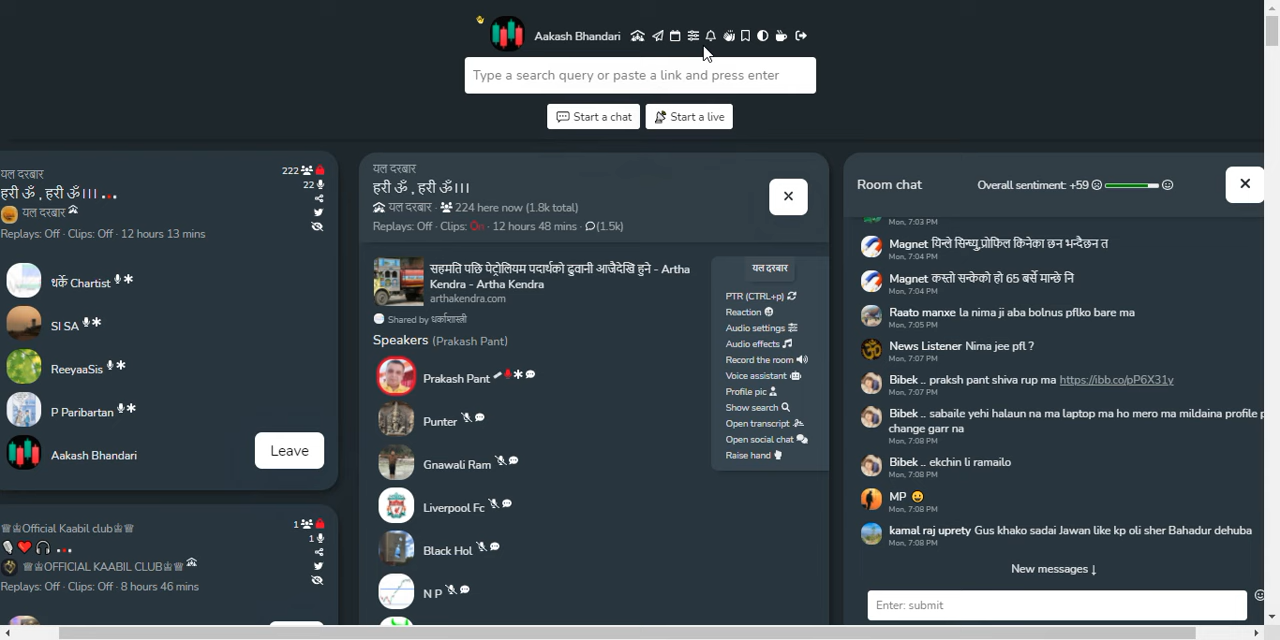 Aakash Bhandari
Type a search query or paste a link and press enter
Start a chat
Start a live
यल दरबार
हरी ॐ , हरी ॐ।।।
यल दरबार
Replays: Off · Clips: Off · 12 hours 13 mins
222
22
Chartist
SI SA
ReeyaaSis
P Paribartan
Aakash Bhandari
Leave
♕♔Official Kaabil club♔♕
♕♔OFFICIAL KAABIL CLUB♔♕
Replays: Off · Clips: Off · 8 hours 46 mins
1
1
यल दरबार
हरी ॐ , हरी ॐ।।।
यल दरबार · 224 here now (1.8k total)
Replays: Off · Clips: On · 12 hours 48 mins · (1.5k)
सहमति पछि पेट्रोलियम पदार्थको ढुवानी आजैदेखि हुने - Artha
Kendra - Artha Kendra
arthakendra.com
Shared by थर्काशास्त्री
Speakers (Prakash Pant)
Prakash Pant
Punter
Gnawali Ram
Liverpool Fc
Black Hol
N P
यल दरबार
PTR (CTRL+p)
Reaction
Audio settings
Audio effects
Record the room
Voice assistant
Profile pic
Show search
Open transcript
Open social chat
Raise hand
Room chat
Overall sentiment: +59
Mon, 7:03 PM
Magnet यिन्ले सिन्ध्यु प्रोफिल किनेका छन भन्दैछन त
Mon, 7:04 PM
Magnet कस्तो सन्केको हो 65 बर्से मान्छे नि
Mon, 7:04 PM
Raato manxe la nima ji aba bolnus pflko bare ma
Mon, 7:05 PM
News Listener Nima jee pfl ?
Mon, 7:07 PM
Bibek .. praksh pant shiva rup ma https://ibb.co/pP6X31y
Mon, 7:07 PM
Bibek .. sabaile yehi halaun na ma laptop ma ho mero ma mildaina profile p
change garr na
Mon, 7:08 PM
Bibek .. ekchin li ramailo
Mon, 7:08 PM
MP 😀
Mon, 7:08 PM
kamal raj uprety Gus khako sadai Jawan like kp oli sher Bahadur dehuba
Mon, 7:08 PM
New messages ↓
Enter: submit